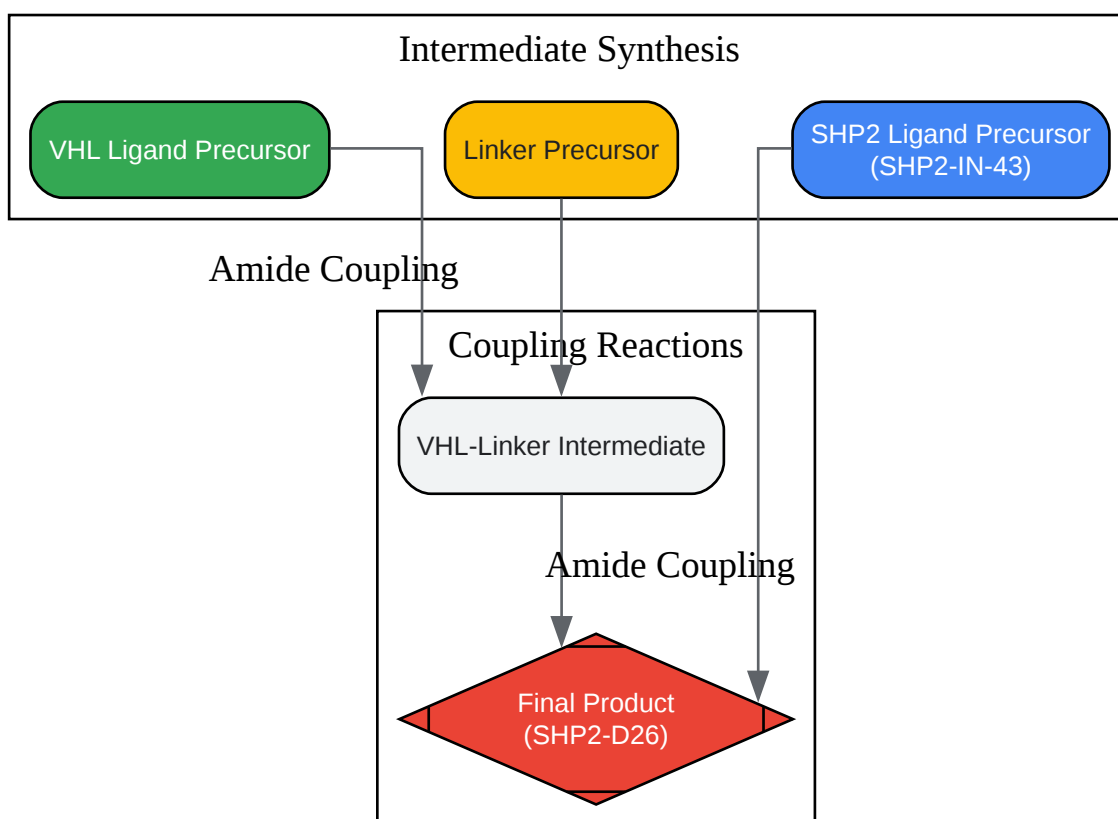 Intermediate Synthesis
VHL Ligand Precursor
Linker Precursor
SHP2 Ligand Precursor
(SHP2-IN-43)
Amide Coupling
Coupling Reactions
VHL-Linker Intermediate
Amide Coupling
Final Product
(SHP2-D26)